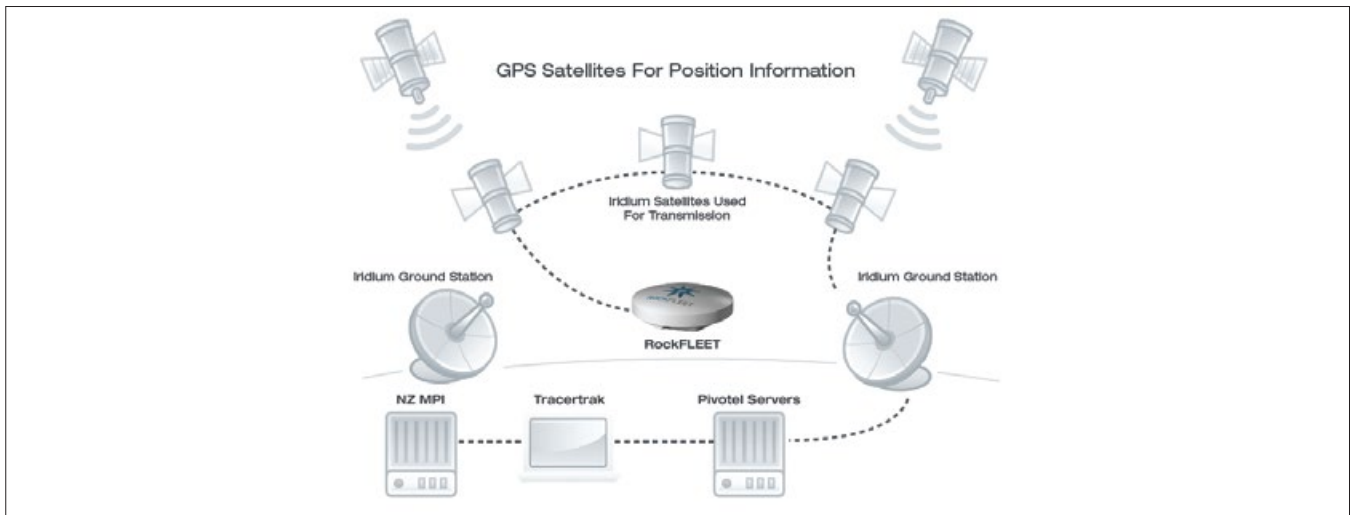 GPS Satellites For Position Information
Iridium Satellites Used
For Transmission
Iridium Ground Station
Iridium Ground Station
ROCKFLEET
RockFLEET
NZ MPI
Tracertrak
Pivotel Servers